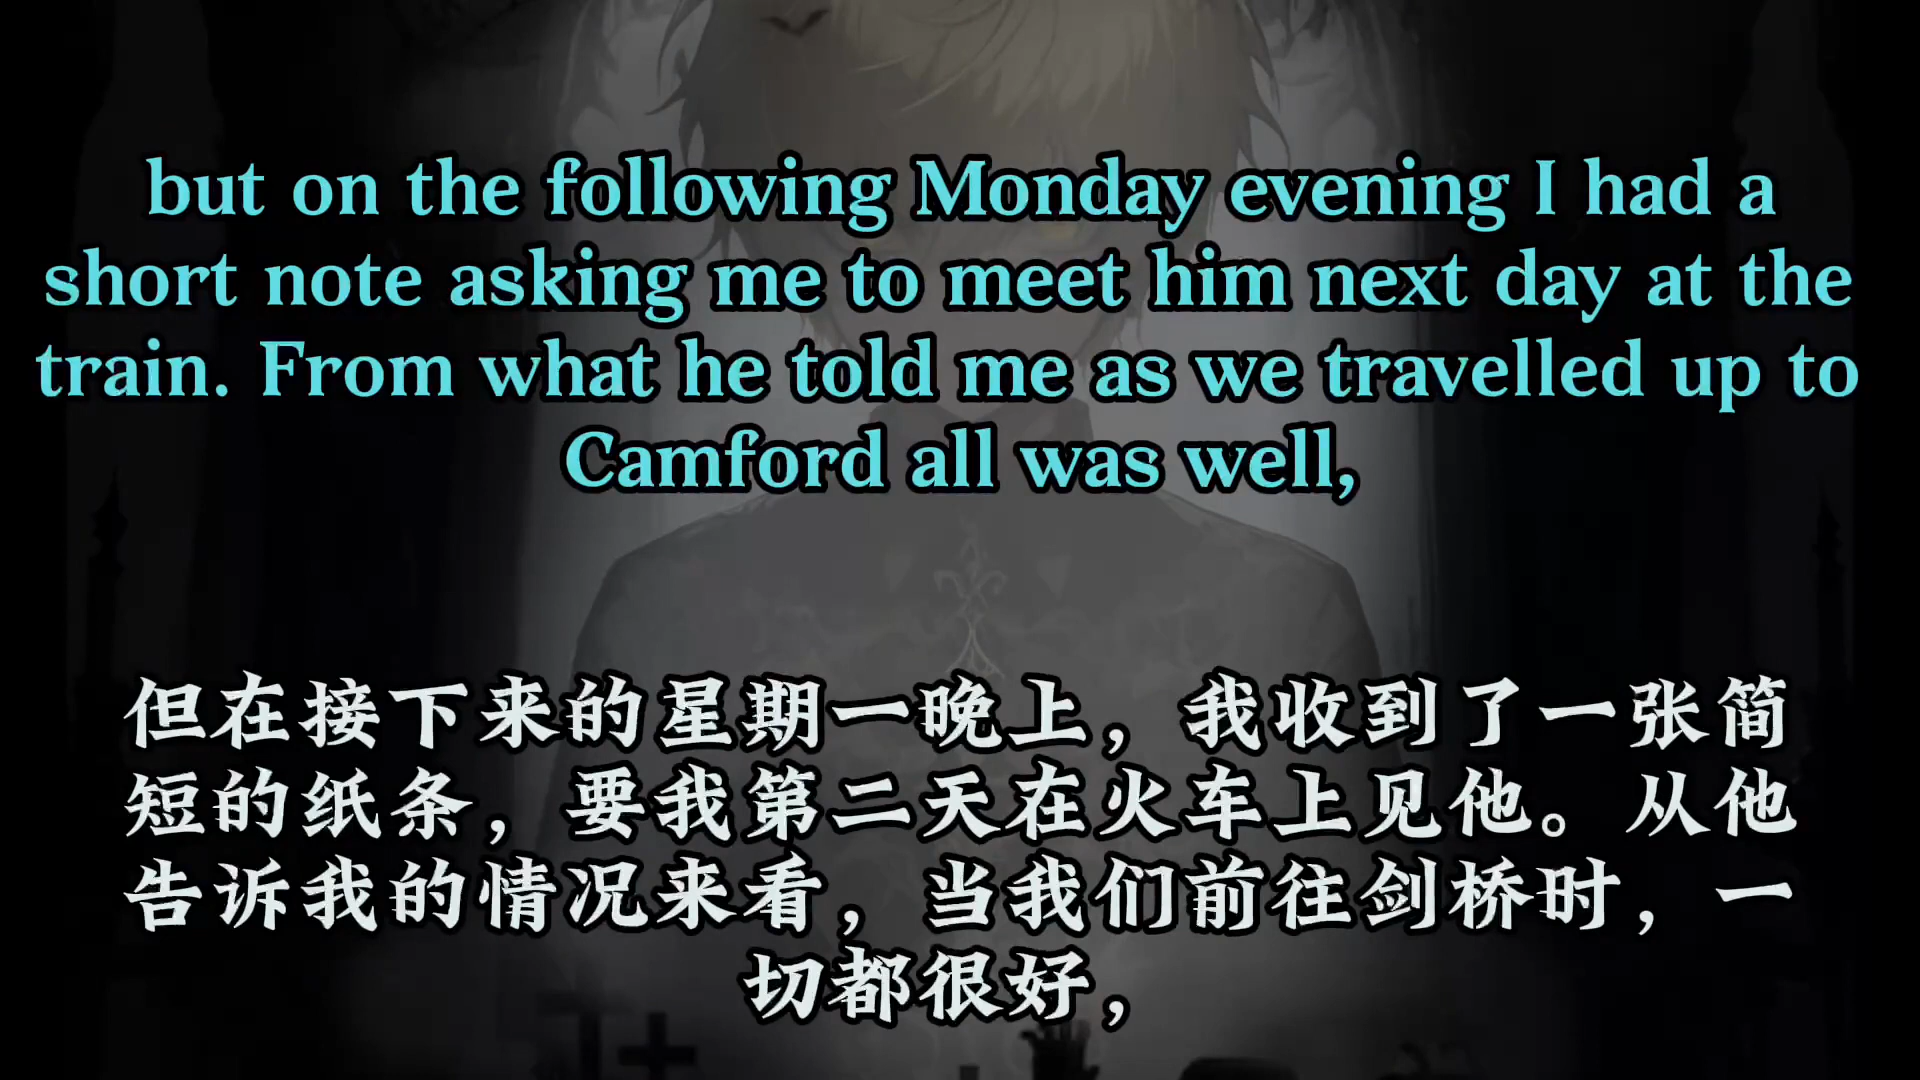 but on the following Monday evening I had a
short note asking me to meet him next day at the
train. From what he told me as we travelled up to
Camford all was well,
但在接下来的星期一晚上，我收到了一张简
短的纸条，要我第二天在火车上见他。从他
告诉我的情况来看，当我们前往剑桥时，一
切都很好，